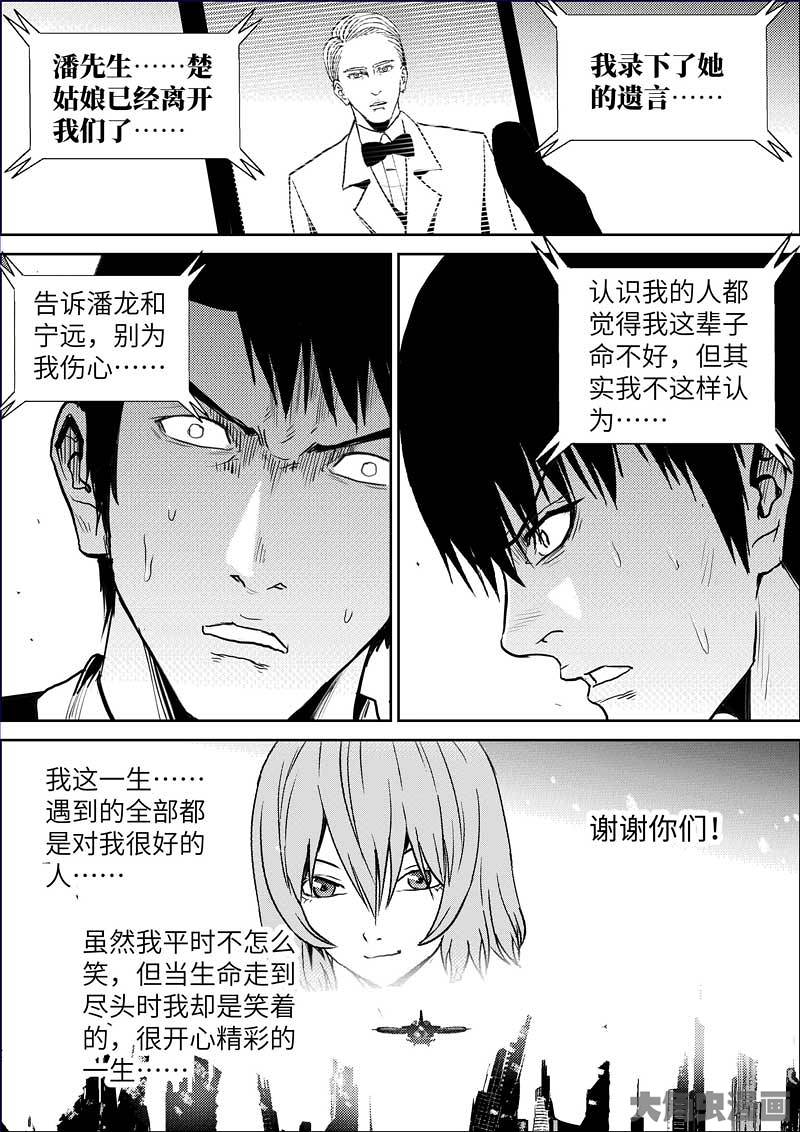 潘先生……楚
姑娘已经离开
我们了……
我录下了她
的遗言……
告诉潘龙和
宁远，别为
我伤心……
认识我的人都
觉得我这辈子
命不好，但其
实我不这样认
为……
我这一生……
遇到的全部都
是对我很好的
人……
谢谢你们！
虽然我平时不怎么
笑，但当生命走到
尽头时我却是笑着
的，很开心精彩的
一生……
大角虫漫画